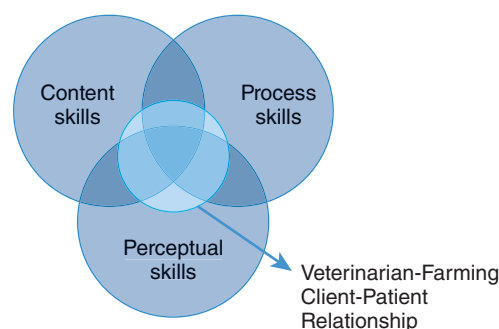 Content
skills
Process
skills
Perceptual
skills
Veterinarian-Farming
Client-Patient
Relationship